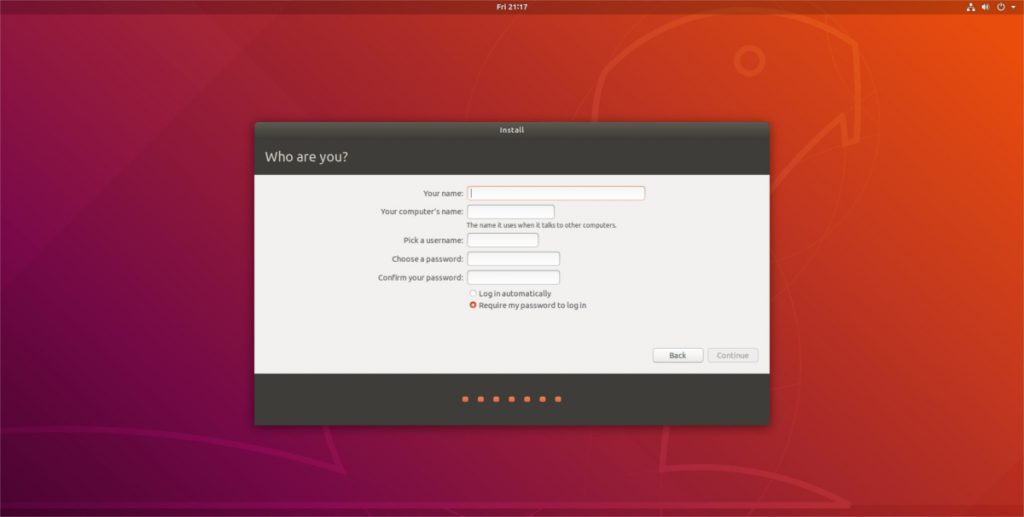 Fri 21:17
Install
Who are you?
Your name:
Your computer's name:
The name it uses when it talks to other computers.
Pick a username:
Choose a password:
Confirm your password:
Log in automatically
Require my password to log in
Back Continue